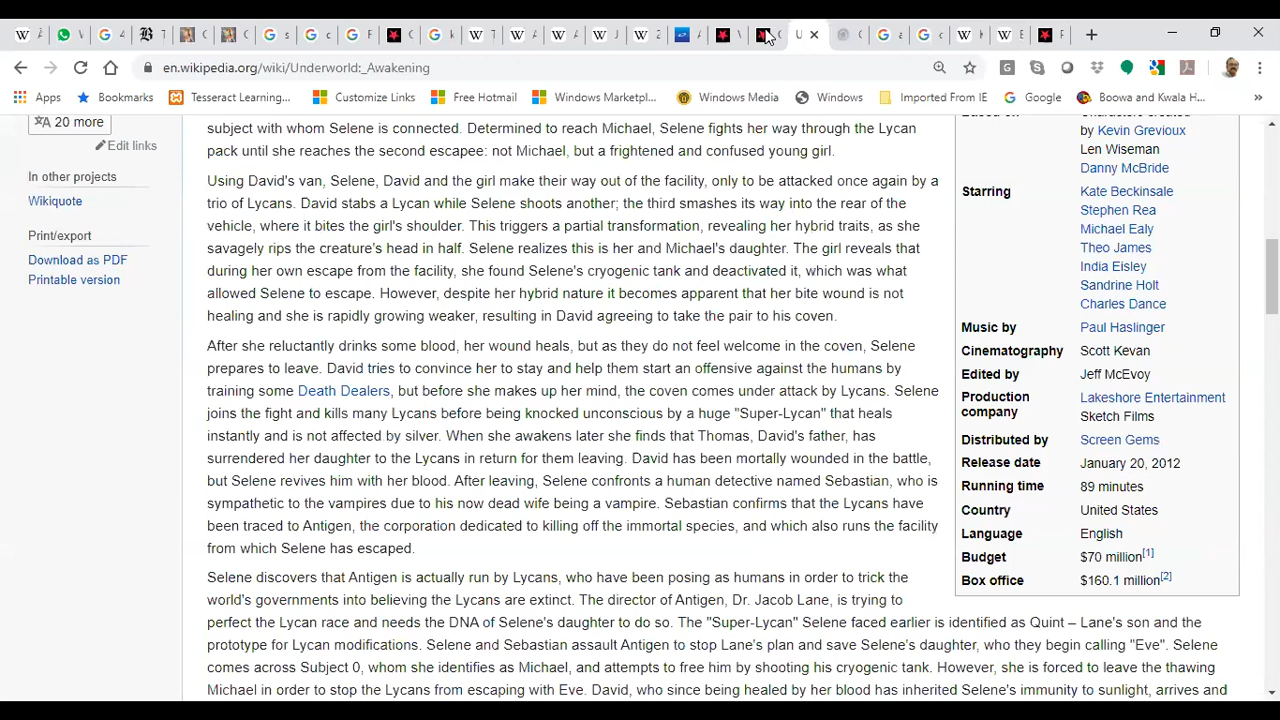 W
4
T
C
C
s
c
F
C
k
W T
W
W
W J
W 2
V
U
C
a
c
W
W E
F
en.wikipedia.org/wiki/Underworld:_Awakening
Apps
Bookmarks
Tesseract Learning...
Customize Links
Free Hotmail
Windows Marketpl...
Windows Media
Windows
Imported From IE
Google
Boowa and Kwala H...
20 more
Edit links
In other projects
Wikiquote
Print/export
Download as PDF
Printable version
subject with whom Selene is connected. Determined to reach Michael, Selene fights her way through the Lycan
pack until she reaches the second escapee: not Michael, but a frightened and confused young girl.
Using David's van, Selene, David and the girl make their way out of the facility, only to be attacked once again by a
trio of Lycans. David stabs a Lycan while Selene shoots another; the third smashes its way into the rear of the
vehicle, where it bites the girl's shoulder. This triggers a partial transformation, revealing her hybrid traits, as she
savagely rips the creature's head in half. Selene realizes this is her and Michael's daughter. The girl reveals that
during her own escape from the facility, she found Selene's cryogenic tank and deactivated it, which was what
allowed Selene to escape. However, despite her hybrid nature it becomes apparent that her bite wound is not
healing and she is rapidly growing weaker, resulting in David agreeing to take the pair to his coven.
After she reluctantly drinks some blood, her wound heals, but as they do not feel welcome in the coven, Selene
prepares to leave. David tries to convince her to stay and help them start an offensive against the humans by
training some Death Dealers, but before she makes up her mind, the coven comes under attack by Lycans. Selene
joins the fight and kills many Lycans before being knocked unconscious by a huge "Super-Lycan" that heals
instantly and is not affected by silver. When she awakens later she finds that Thomas, David's father, has
surrendered her daughter to the Lycans in return for them leaving. David has been mortally wounded in the battle,
but Selene revives him with her blood. After leaving, Selene confronts a human detective named Sebastian, who is
sympathetic to the vampires due to his now dead wife being a vampire. Sebastian confirms that the Lycans have
been traced to Antigen, the corporation dedicated to killing off the immortal species, and which also runs the facility
from which Selene has escaped.
Selene discovers that Antigen is actually run by Lycans, who have been posing as humans in order to trick the
world's governments into believing the Lycans are extinct. The director of Antigen, Dr. Jacob Lane, is trying to
perfect the Lycan race and needs the DNA of Selene's daughter to do so. The "Super-Lycan" Selene faced earlier is identified as Quint – Lane's son and the
prototype for Lycan modifications. Selene and Sebastian assault Antigen to stop Lane's plan and save Selene's daughter, who they begin calling "Eve". Selene
comes across Subject 0, whom she identifies as Michael, and attempts to free him by shooting his cryogenic tank. However, she is forced to leave the thawing
Michael in order to stop the Lycans from escaping with Eve. David, who since being healed by her blood has inherited Selene's immunity to sunlight, arrives and
Based on Characters created
by Kevin Grevioux
Len Wiseman
Danny McBride
Starring Kate Beckinsale
Stephen Rea
Michael Ealy
Theo James
India Eisley
Sandrine Holt
Charles Dance
Music by Paul Haslinger
Cinematography Scott Kevan
Edited by Jeff McEvoy
Production Lakeshore Entertainment
company Sketch Films
Distributed by Screen Gems
Release date January 20, 2012
Running time 89 minutes
Country United States
Language English
Budget $70 million[1]
Box office $160.1 million[2]